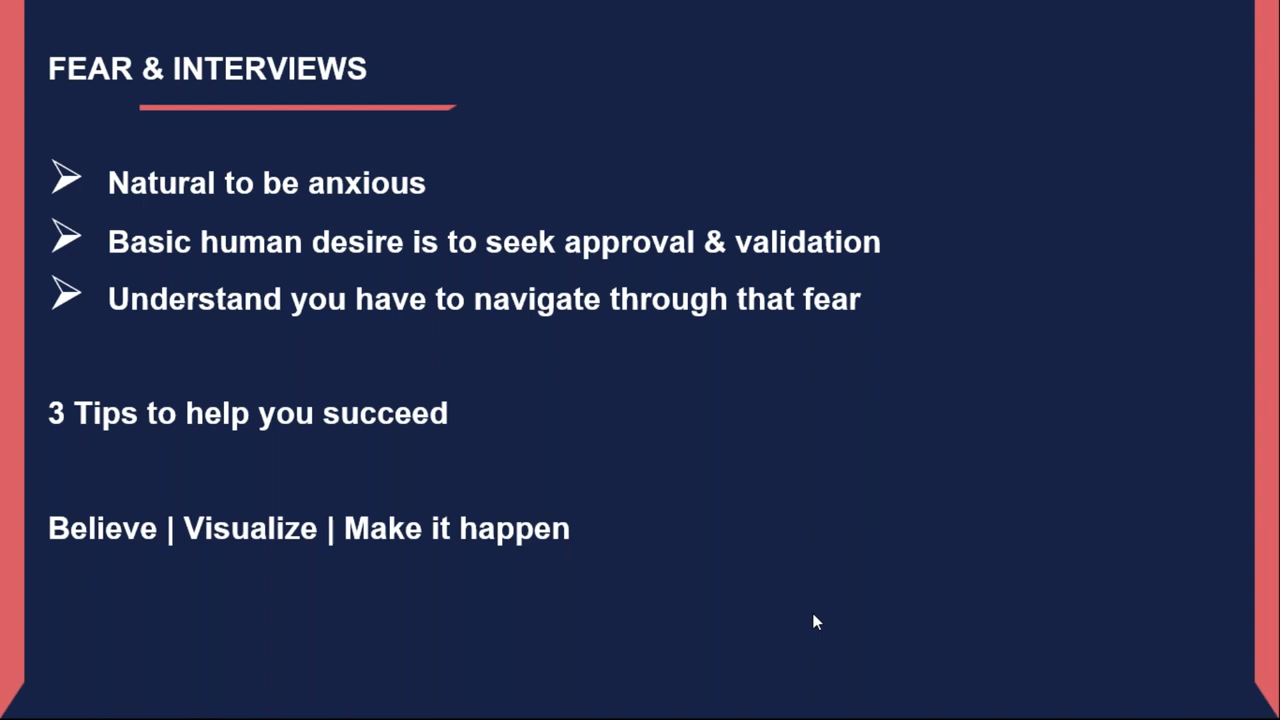 FEAR & INTERVIEWS
Natural to be anxious
Basic human desire is to seek approval & validation
Understand you have to navigate through that fear
3 Tips to help you succeed
Believe | Visualize | Make it happen